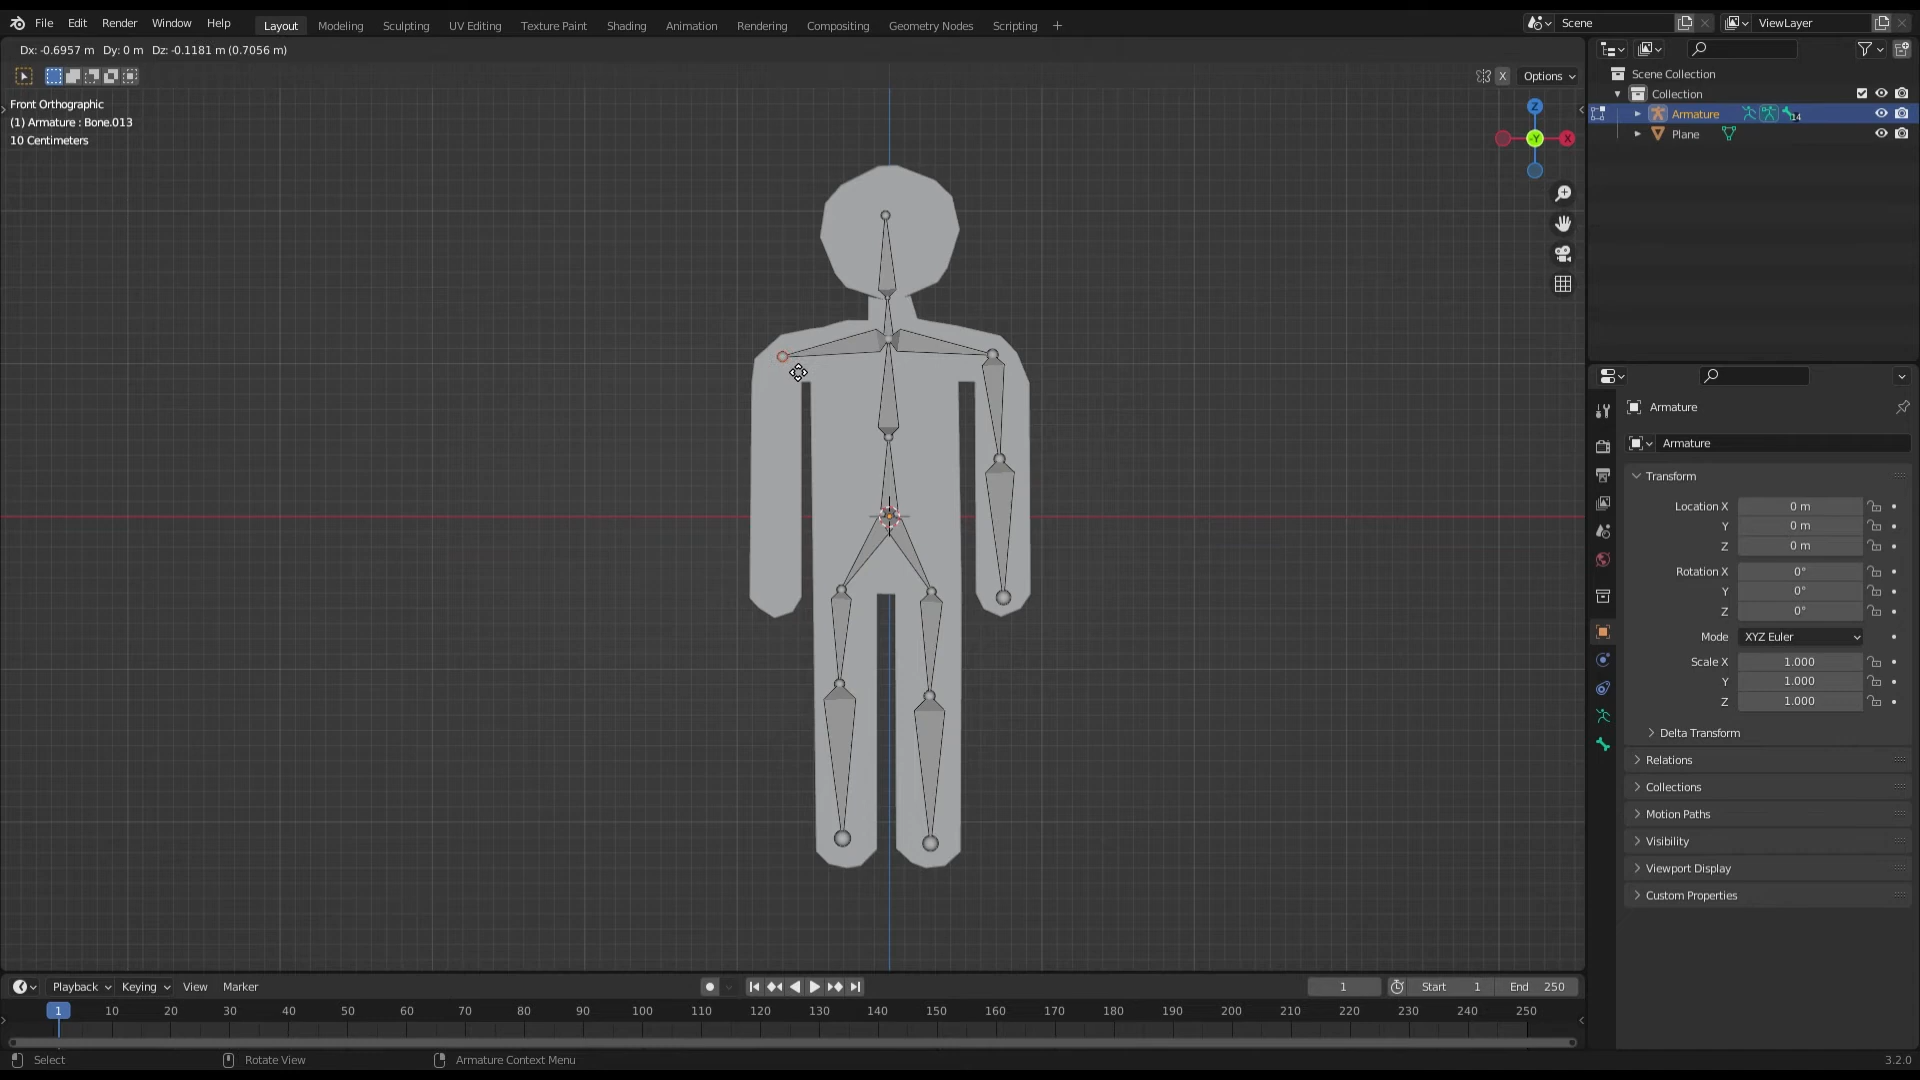 File Edit Render Window Help Layout Modeling Sculpting UV Editing Texture Paint Shading Animation Rendering Compositing Geometry Nodes Scripting + Scene ViewLayer
Dx: -0.6957 m Dy: 0 m Dz: -0.1181 m (0.7056 m)
X Options
Front Orthographic
(1) Armature : Bone.013
10 Centimeters
Z
-Y X
Scene Collection
Collection
Armature 14
Plane
Armature
Armature
Transform
Location X 0 m
Y 0 m
Z 0 m
Rotation X 0°
Y 0°
Z 0°
Mode XYZ Euler
Scale X 1.000
Y 1.000
Z 1.000
Delta Transform
Relations
Collections
Motion Paths
Visibility
Viewport Display
Custom Properties
Playback Keying View Marker 1 Start 1 End 250
1 10 20 30 40 50 60 70 80 90 100 110 120 130 140 150 160 170 180 190 200 210 220 230 240 250
Select Rotate View Armature Context Menu 3.2.0